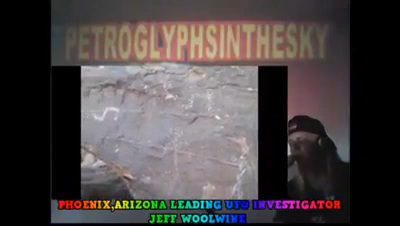 PETROGLYPHSINTHESKY
PHOENIX,ARIZONA LEADING UFO INVESTIGATOR
JEFF WOOLWINE